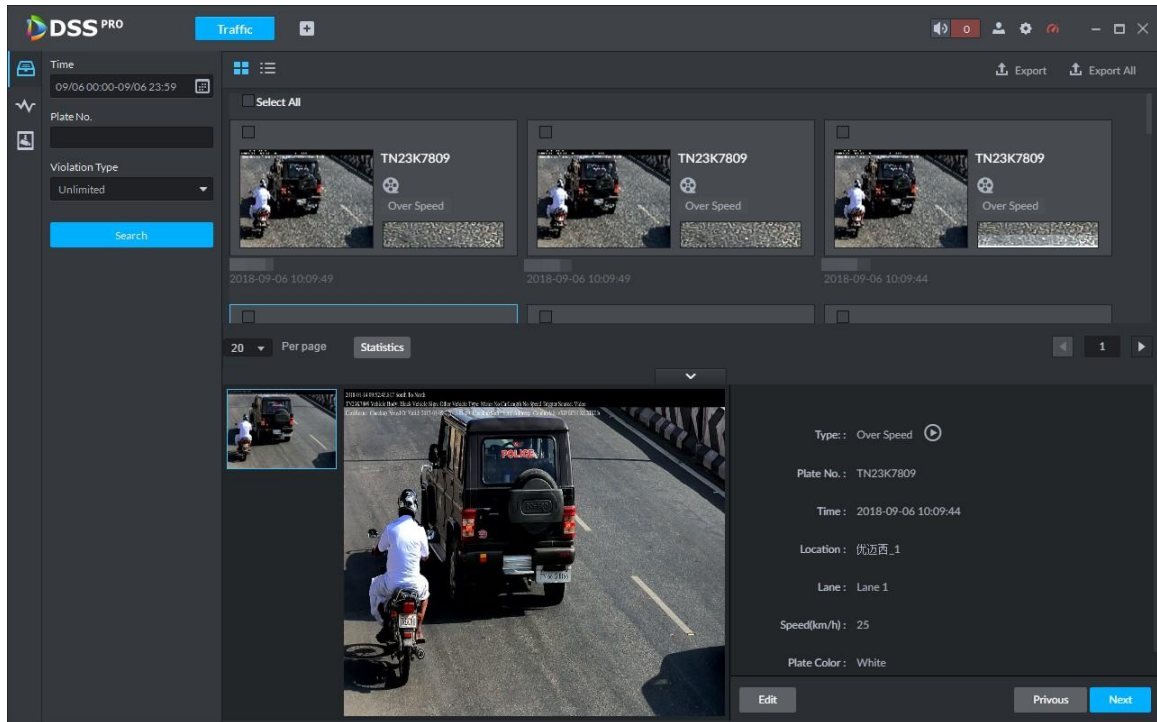 DSS PRO
Traffic
0
Time
09/06 00:00-09/06 23:59
Plate No.
Violation Type
Unlimited
Search
Export
Export All
Select All
TN23K7809
Over Speed
2018-09-06 10:09:49
TN23K7809
Over Speed
2018-09-06 10:09:49
TN23K7809
Over Speed
2018-09-06 10:09:44
20
Per page
Statistics
1
POLICE
Type: : Over Speed
Plate No. : TN23K7809
Time : 2018-09-06 10:09:44
Location : 优迈西_1
Lane : Lane 1
Speed(km/h) : 25
Plate Color : White
Edit
Privous
Next